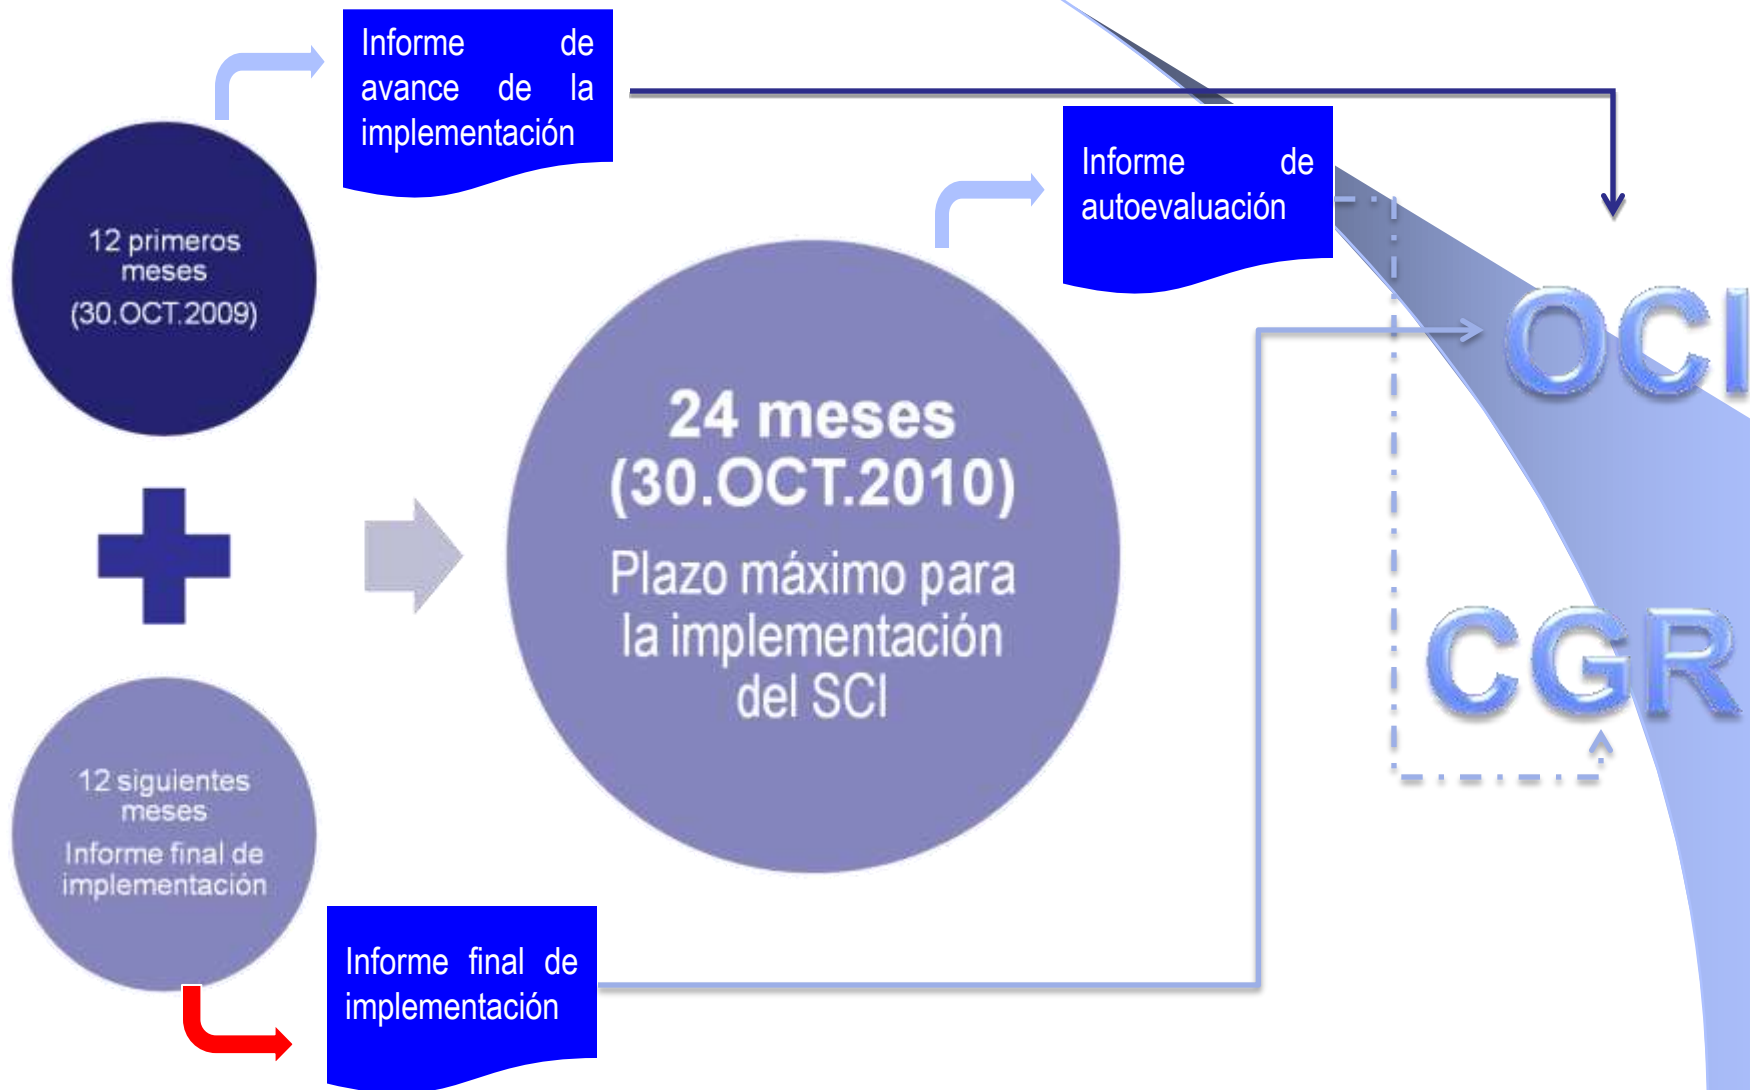 Informe de
avance de la
implementación
12 primeros
meses
(30.OCT.2009)
Informe de
autoevaluación
24 meses
(30.OCT.2010)
Plazo máximo para
la implementación
del SCI
OCI
CGR
12 siguientes
meses
Informe final de
implementación
Informe final de
implementación